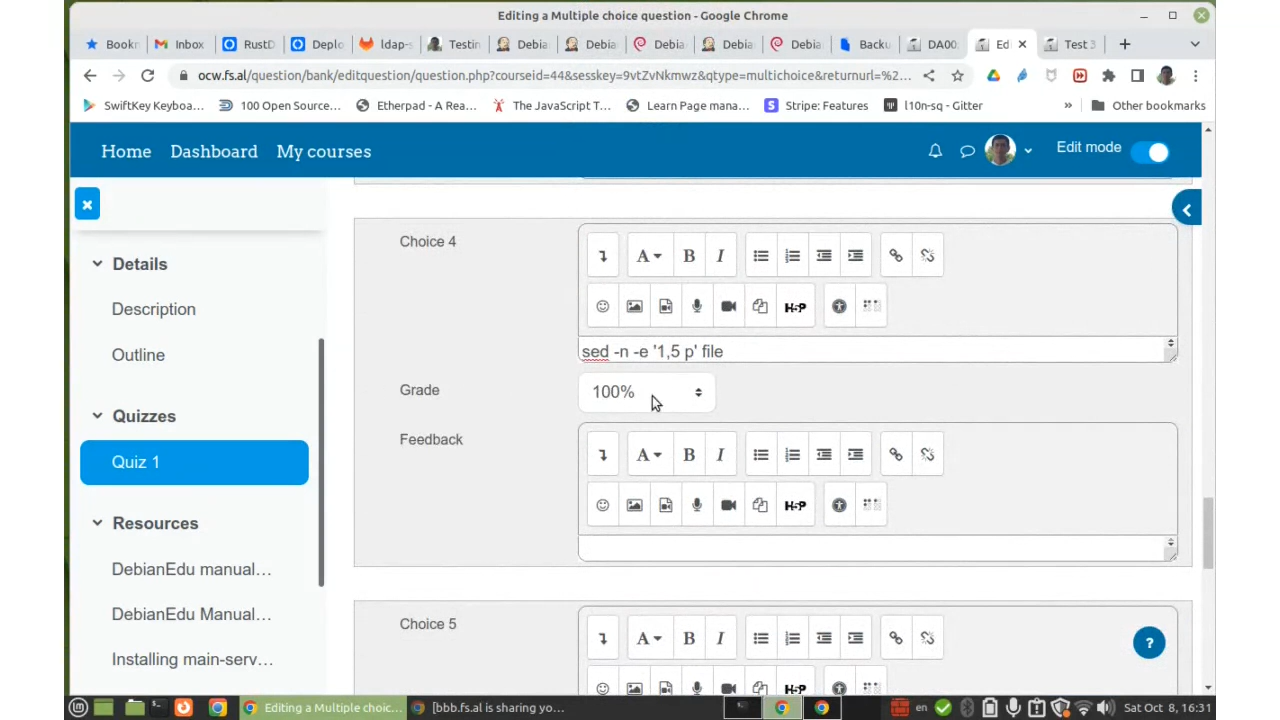 Editing a Multiple choice question - Google Chrome
Bookr Inbox RustD Deplo ldap-s Testin Debia Debia Debia Debia Debia Backu DA00 Ed Test 3
ocw.fs.al/question/bank/editquestion/question.php?courseid=44&sesskey=9vtZvNkmwz&qtype=multichoice&returnurl=%2...
SwiftKey Keyboa... 100 Open Source... Etherpad - A Rea... The JavaScript T... Learn Page mana... Stripe: Features l10n-sq - Gitter » Other bookmarks
Home Dashboard My courses Edit mode
Details
Description
Outline
Quizzes
Quiz 1
Resources
DebianEdu manual...
DebianEdu Manual...
Installing main-serv...
Choice 4
A B I
H5P
sed -n -e '1,5 p' file
Grade 100%
Feedback
A B I
H5P
Choice 5
A B I
H5P
?
Editing a Multiple choic... [bbb.fs.al is sharing yo... en Sat Oct 8, 16:31